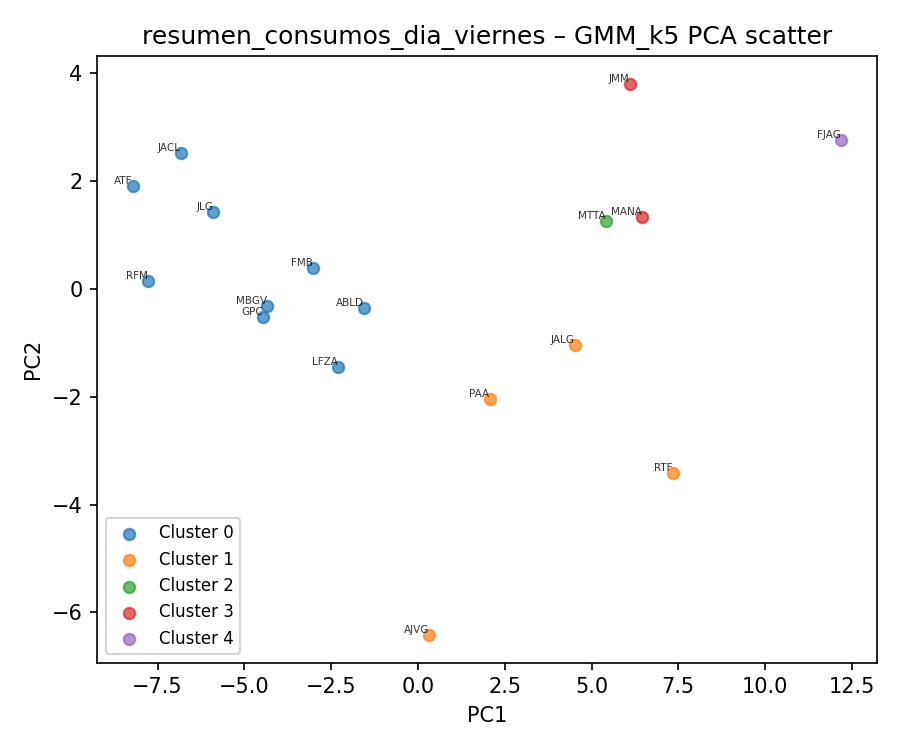 resumen_consumos_dia_viernes – GMM_k5 PCA scatter
4
2
0
−2
−4
−6
PC2
JMM
FJAG
JACL
ATF
JLG
MTTA
MANA
RFM
FMB
MBGV
GPC
ABLD
LFZA
JALG
PAA
RTF
AJVG
Cluster 0
Cluster 1
Cluster 2
Cluster 3
Cluster 4
−7.5
−5.0
−2.5
0.0
2.5
5.0
7.5
10.0
12.5
PC1